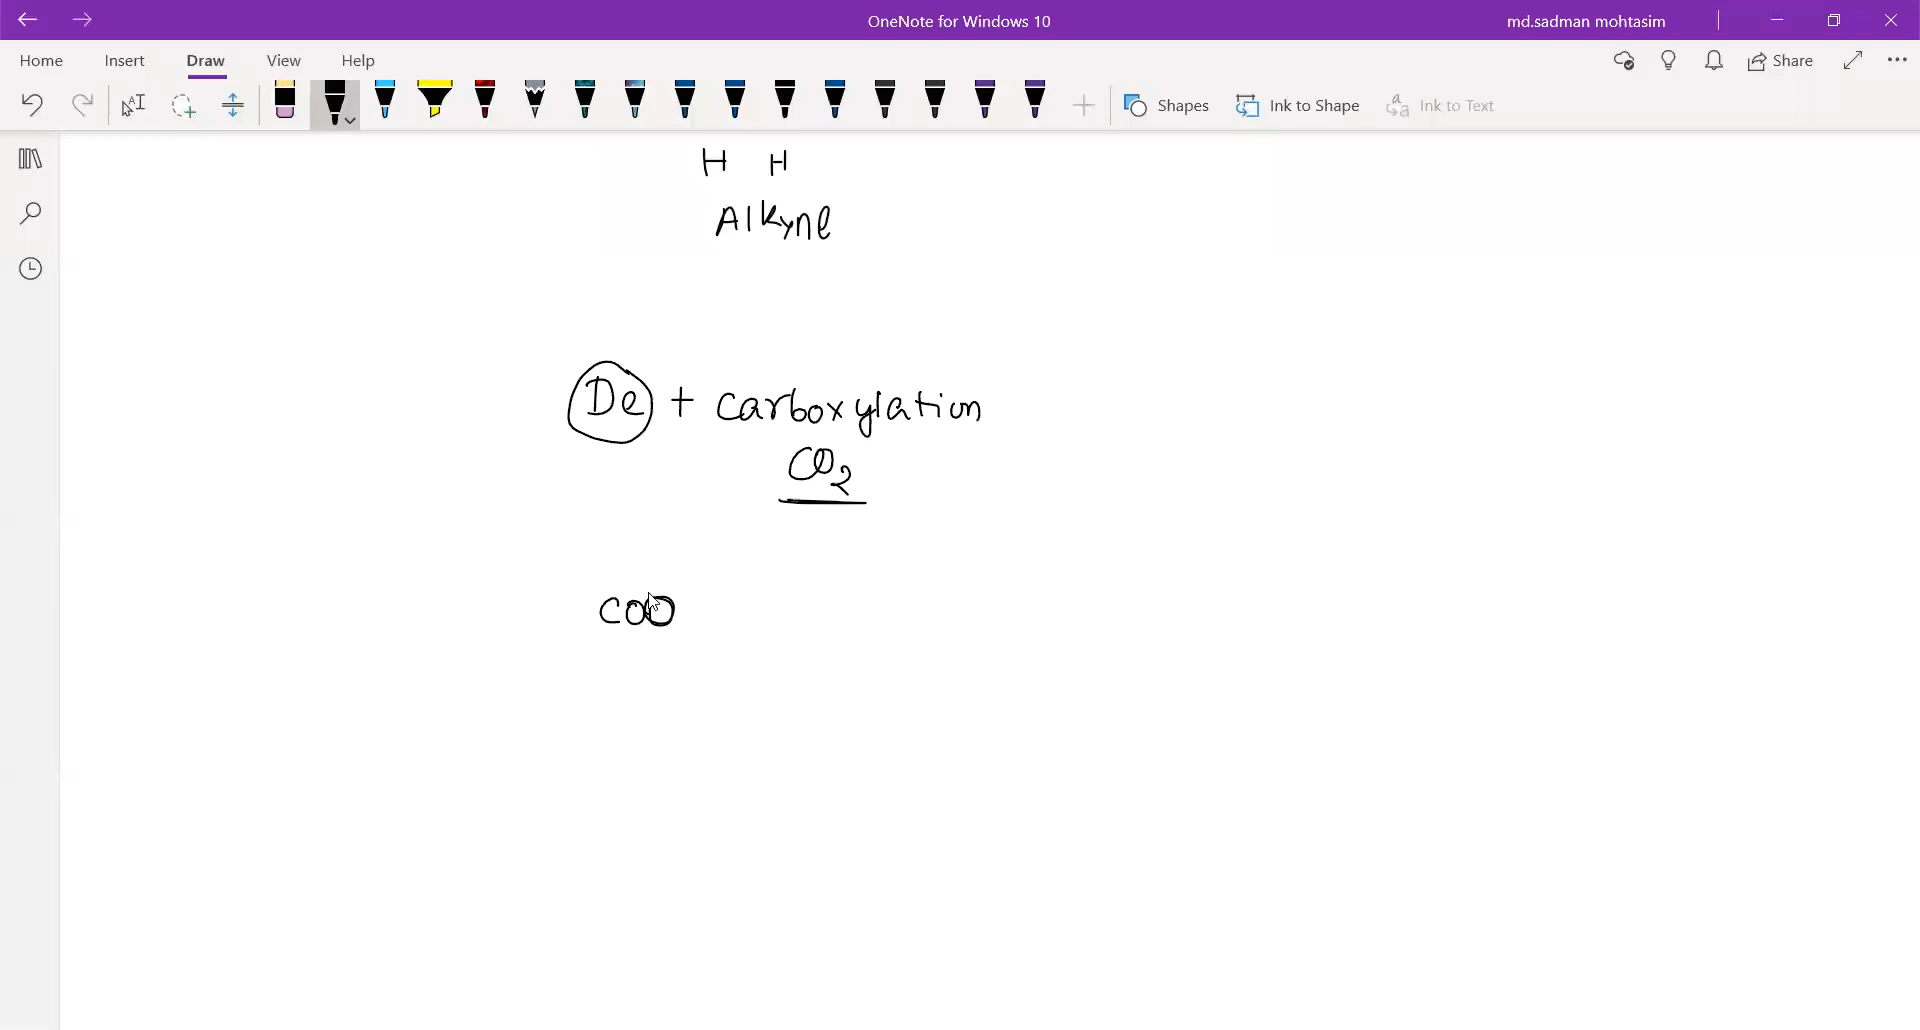 OneNote for Windows 10
md.sadman mohtasim
Home Insert Draw View Help
Share
Shapes
Ink to Shape
Ink to Text
H H
Alkyne
De + carboxylation
CO2
COO